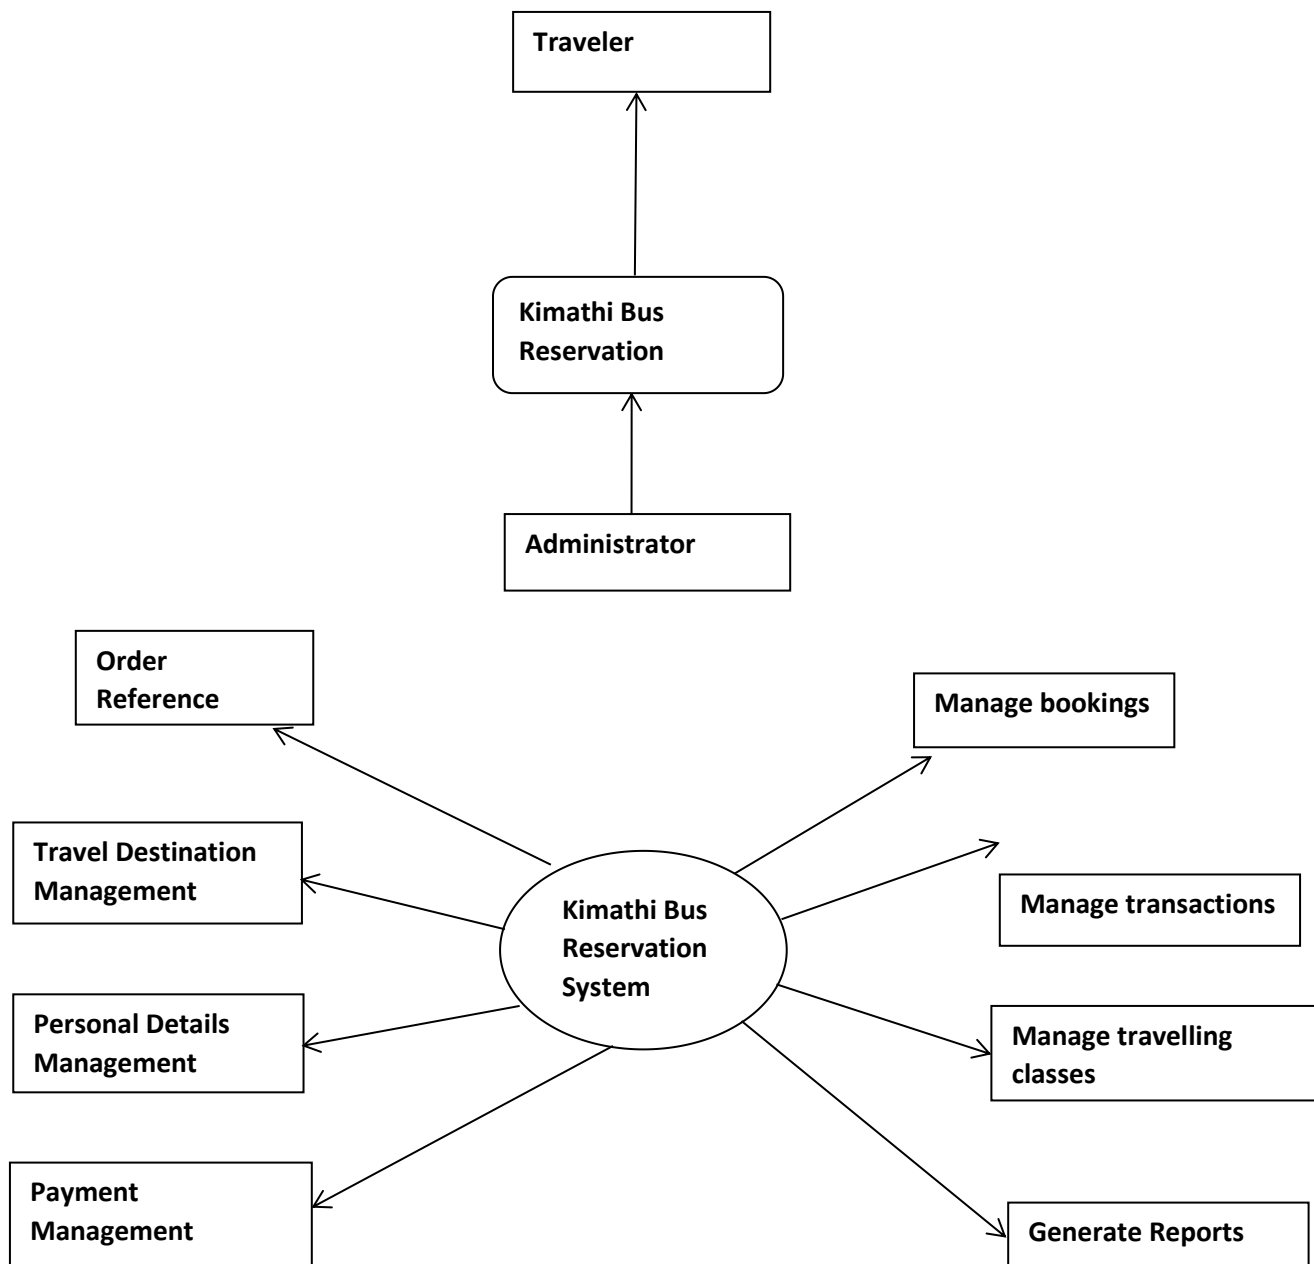 Traveler
Kimathi Bus
Reservation
Administrator
Order
Reference
Manage bookings
Travel Destination
Management
Kimathi Bus
Reservation
System
Manage transactions
Personal Details
Management
Manage travelling
classes
Payment
Management
Generate Reports